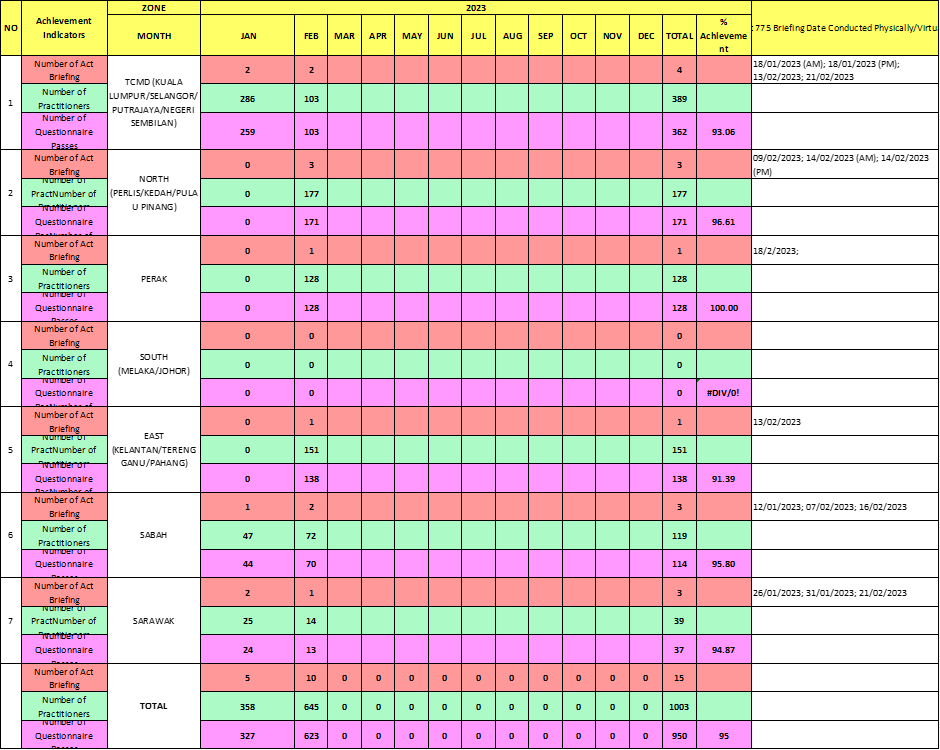 NO Achievement Indicators ZONE 2023 775 Briefing Date Conducted Physically/Virtu
MONTH JAN FEB MAR APR MAY JUN JUL AUG SEP OCT NOV DEC TOTAL % Achievement
1 TCMD (KUALA LUMPUR/SELANGOR/PUTRAJAYA/NEGERI SEMBILAN)
Number of Act Briefing 2 2 4 18/01/2023 (AM); 18/01/2023 (PM); 13/02/2023; 21/02/2023
Number of Practitioners 286 103 389
Number of Questionnaire Passes 259 103 362 93.06
2 NORTH (PERLIS/KEDAH/PULAU PINANG)
Number of Act Briefing 0 3 3 09/02/2023; 14/02/2023 (AM); 14/02/2023 (PM)
Number of PractNumber of 0 177 177
Number of Questionnaire 0 171 171 96.61
3 PERAK
Number of Act Briefing 0 1 1 18/2/2023;
Number of Practitioners 0 128 128
Number of Questionnaire Passes 0 128 128 100.00
4 SOUTH (MELAKA/JOHOR)
Number of Act Briefing 0 0 0
Number of Practitioners 0 0 0
Number of Questionnaire 0 0 0 #DIV/0!
5 EAST (KELANTAN/TERENGGANU/PAHANG)
Number of Act Briefing 0 1 1 13/02/2023
Number of PractNumber of 0 151 151
Number of Questionnaire 0 138 138 91.39
6 SABAH
Number of Act Briefing 1 2 3 12/01/2023; 07/02/2023; 16/02/2023
Number of Practitioners 47 72 119
Number of Questionnaire Passes 44 70 114 95.80
7 SARAWAK
Number of Act Briefing 2 1 3 26/01/2023; 31/01/2023; 21/02/2023
Number of PractNumber of 25 14 39
Number of Questionnaire Passes 24 13 37 94.87
TOTAL
Number of Act Briefing 5 10 0 0 0 0 0 0 0 0 0 0 15
Number of Practitioners 358 645 0 0 0 0 0 0 0 0 0 0 1003
Number of Questionnaire Passes 327 623 0 0 0 0 0 0 0 0 0 0 950 95